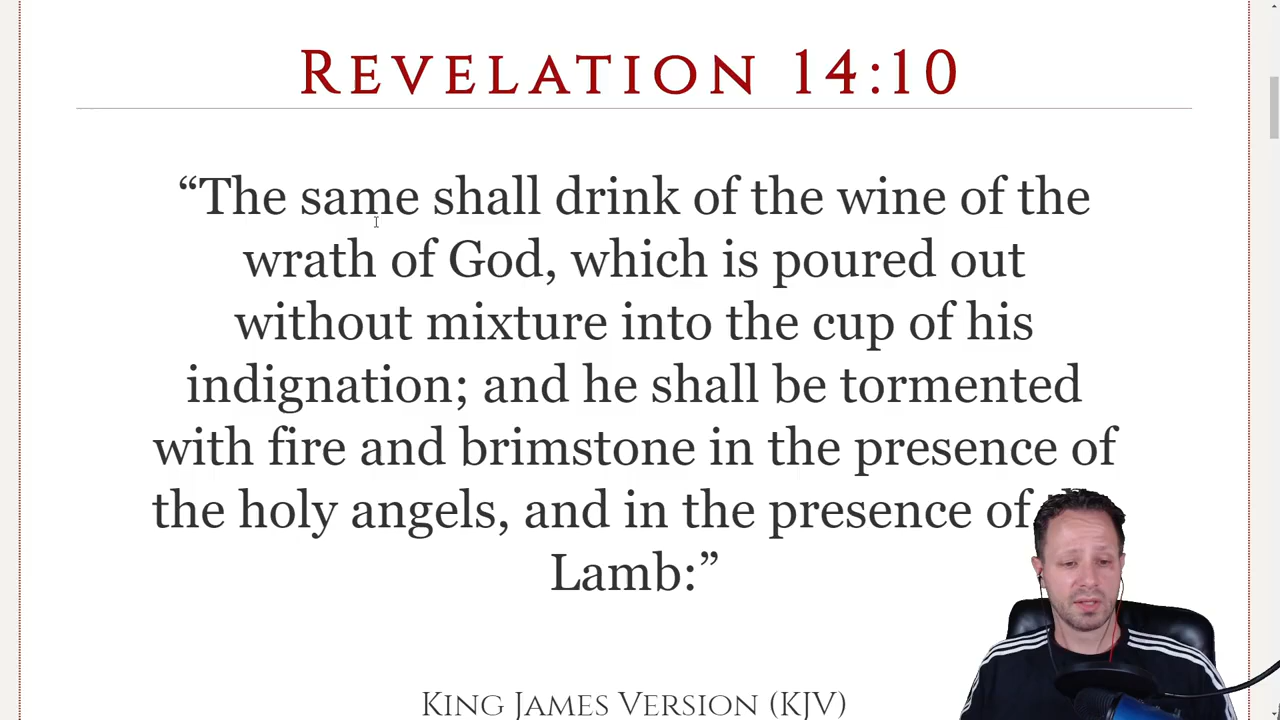 Revelation 14:10
“The same shall drink of the wine of the
wrath of God, which is poured out
without mixture into the cup of his
indignation; and he shall be tormented
with fire and brimstone in the presence of
the holy angels, and in the presence of
Lamb:”
King James Version (KJV)